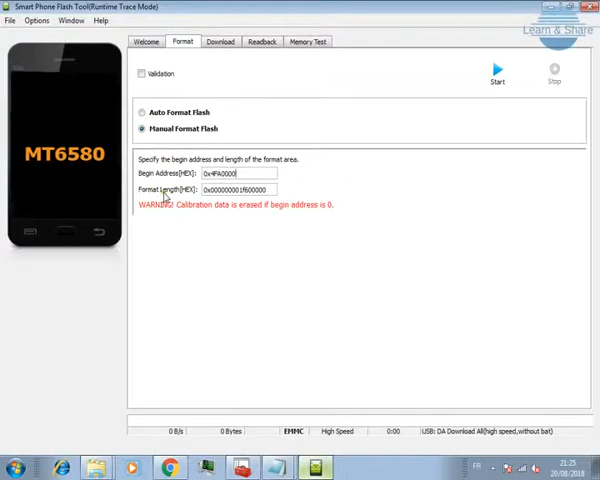 Smart Phone Flash Tool(Runtime Trace Mode)
Learn & Share
File Options Window Help
Welcome Format Download Readback Memory Test
Validation
Start Stop
Auto Format Flash
Manual Format Flash
MT6580
Specify the begin address and length of the format area.
Begin Address[HEX]: 0x4FA0000
Format Length[HEX]: 0x000000001f600000
WARNING! Calibration data is erased if begin address is 0.
0 B/s 0 Bytes EMMC High Speed 0:00 USB: DA Download All(high speed,without bat)
FR 21:25
20/08/2018